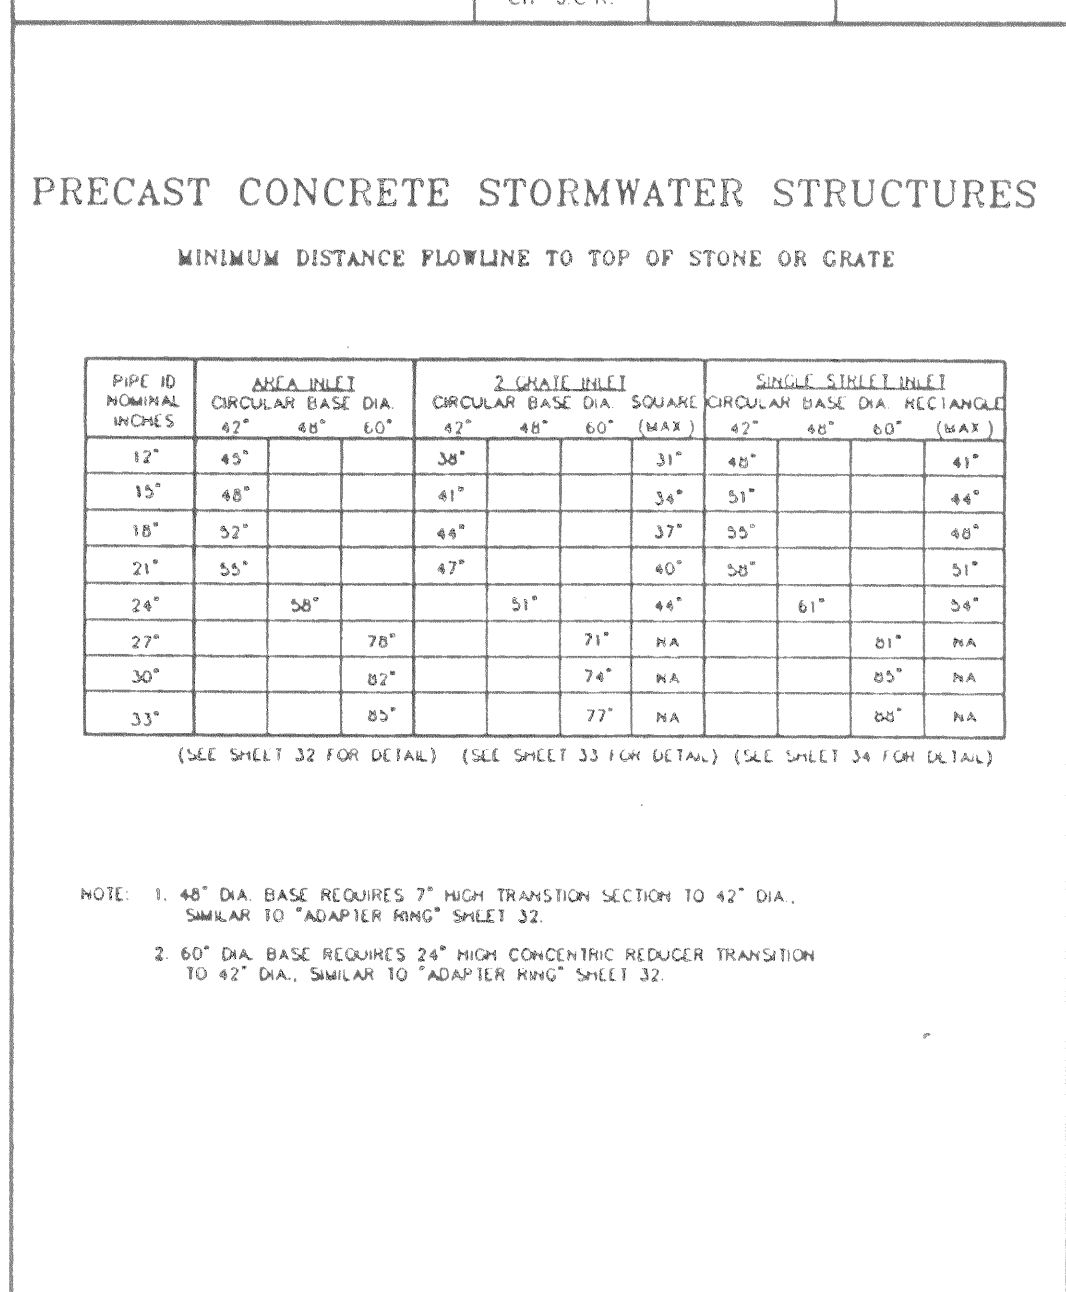 PRECAST CONCRETE STORMWATER STRUCTURES
MINIMUM DISTANCE FLOWLINE TO TOP OF STONE OR GRATE
PIPE ID NOMINAL INCHES
AREA INLET 2 GRATE INLET SINGLE STREET INLET
CIRCULAR BASE DIA. CIRCULAR BASE DIA. SQUARE CIRCULAR BASE DIA. RECTANGLE
42" 48" 60" 42" 48" 60" (MAX.) 42" 48" 60" (MAX.)
12" 45" 38" 31" 48" 41"
15" 48" 41" 34" 51" 44"
18" 52" 44" 37" 55" 48"
21" 55" 47" 40" 58" 51"
24" 58" 51" 44" 61" 54"
27" 78" 71" NA 81" NA
30" 82" 74" NA 85" NA
33" 85" 77" NA 88" NA
(SEE SHEET 32 FOR DETAIL) (SEE SHEET 33 FOR DETAIL) (SEE SHEET 34 FOR DETAIL)
NOTE: 1. 48" DIA. BASE REQUIRES 7" HIGH TRANSTION SECTION TO 42" DIA.,
SIMILAR TO "ADAPTER RING" SHEET 32.
2. 60" DIA. BASE REQUIRES 24" HIGH CONCENTRIC REDUCER TRANSITION
TO 42" DIA., SIMILAR TO "ADAPTER RING" SHEET 32.